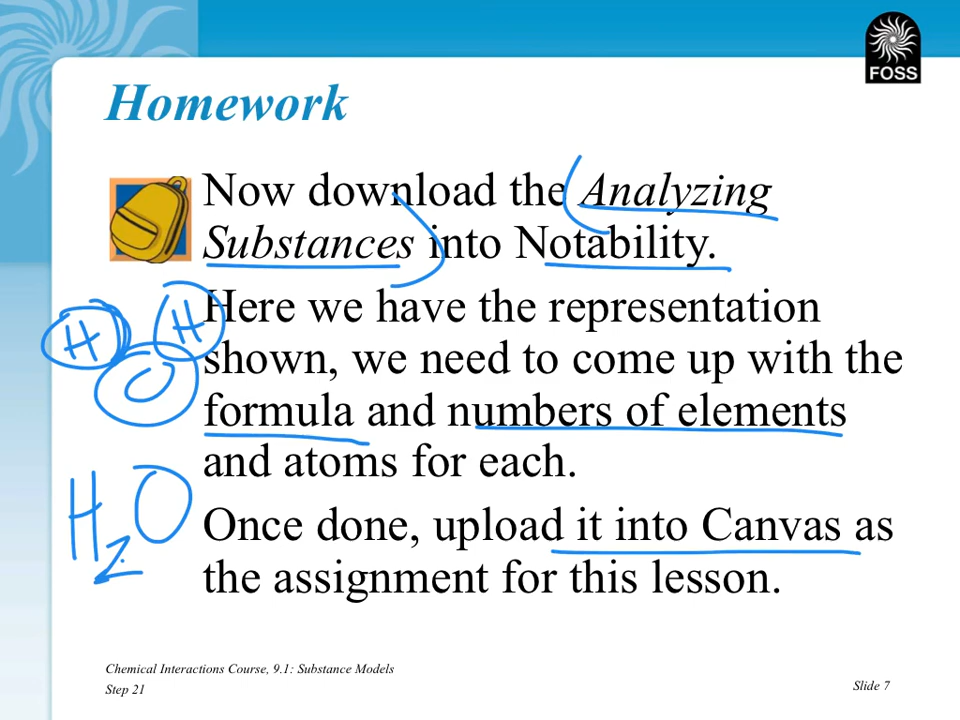 FOSS
Homework
Now download the Analyzing
Substances into Notability.
Here we have the representation
shown, we need to come up with the
formula and numbers of elements
and atoms for each.
Once done, upload it into Canvas as
the assignment for this lesson.
H H
O
H₂O
Chemical Interactions Course, 9.1: Substance Models
Step 21
Slide 7